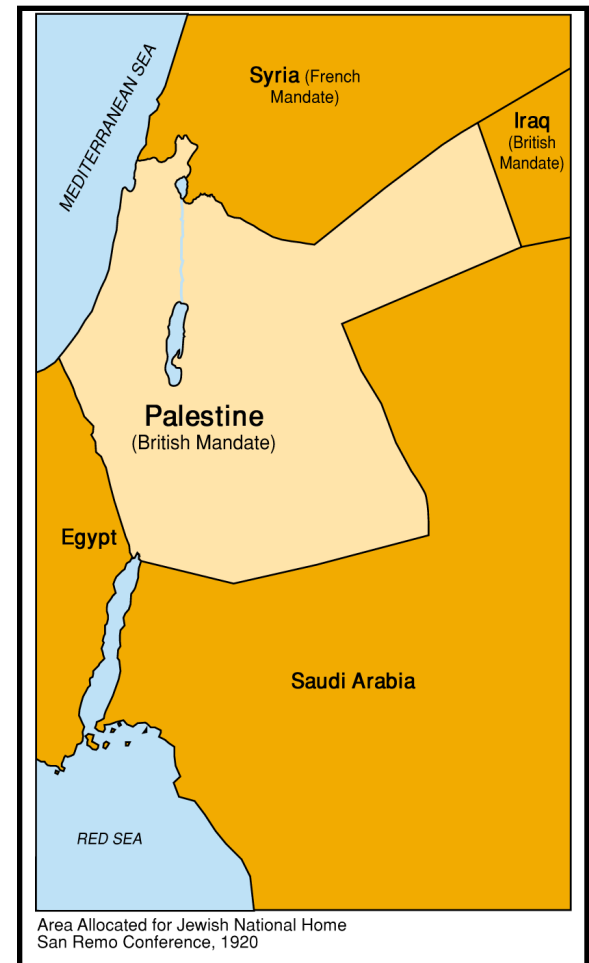 MEDITERRANEAN SEA
Syria (French
Mandate)
Iraq
(British
Mandate)
Palestine
(British Mandate)
Egypt
Saudi Arabia
RED SEA
Area Allocated for Jewish National Home
San Remo Conference, 1920